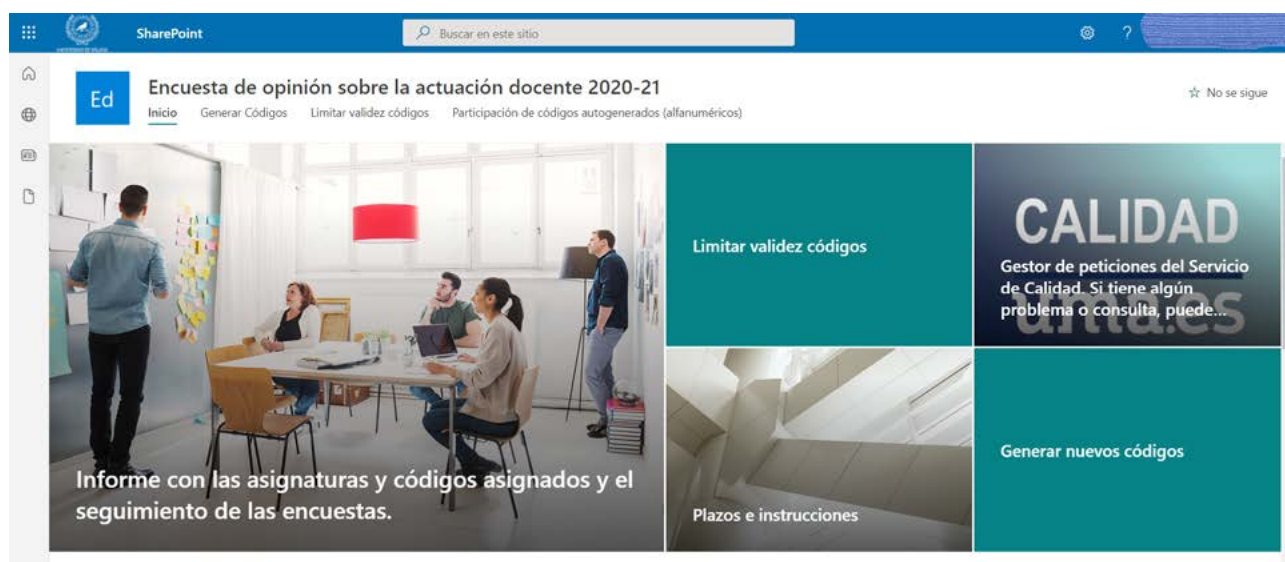 SharePoint
Buscar en este sitio
?
Ed
Encuesta de opinión sobre la actuación docente 2020-21
Inicio Generar Códigos Limitar validez códigos Participación de códigos autogenerados (alfanuméricos)
No se sigue
Informe con las asignaturas y códigos asignados y el
seguimiento de las encuestas.
Limitar validez códigos
CALIDAD
Gestor de peticiones del Servicio
de Calidad. Si tiene algún
problema o consulta, puede...
uma.es
Plazos e instrucciones
Generar nuevos códigos